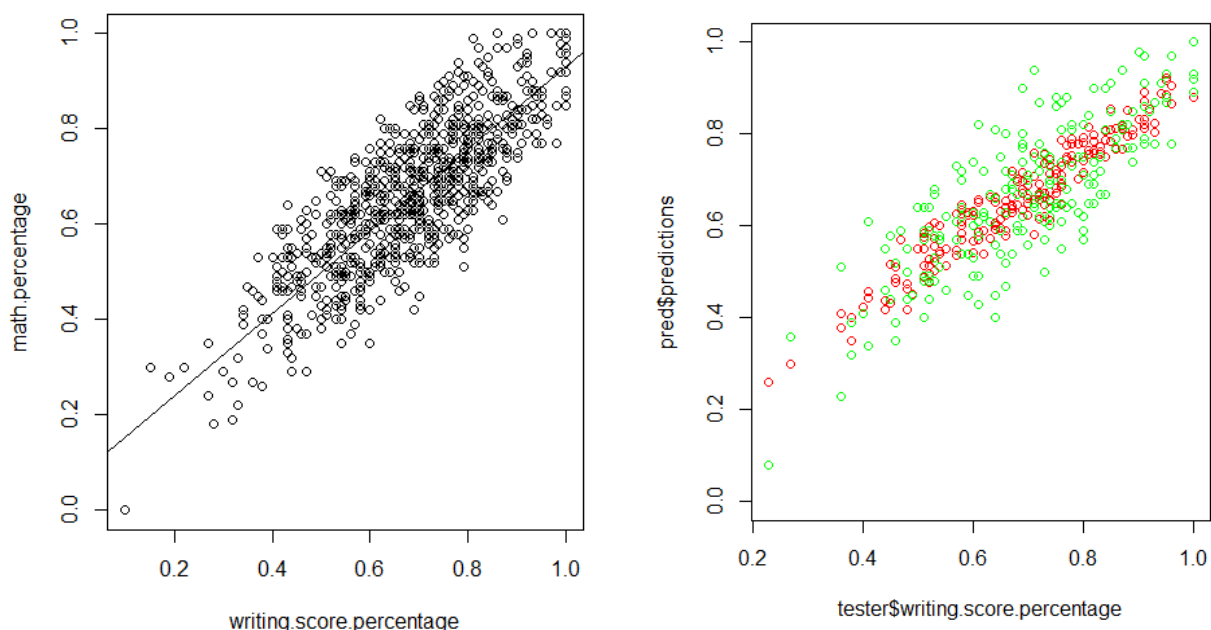 1.0
0.8
0.6
0.4
0.2
0.0
math.percentage
0.2 0.4 0.6 0.8 1.0
writing.score.percentage
1.0
0.8
0.6
0.4
0.2
0.0
pred$predictions
0.2 0.4 0.6 0.8 1.0
tester$writing.score.percentage